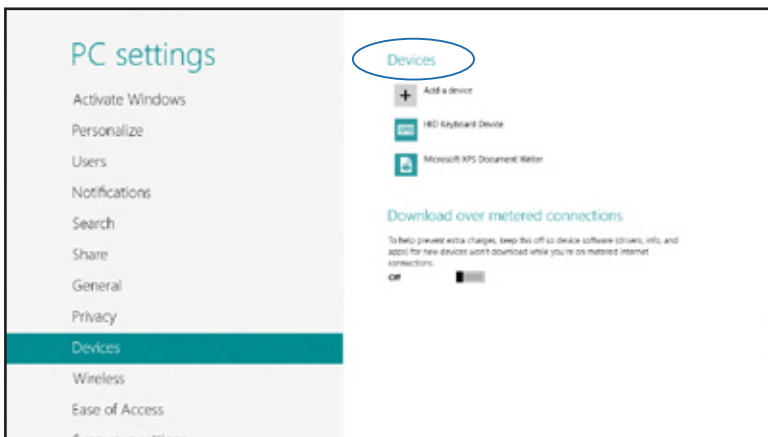 PC settings
Activate Windows
Personalize
Users
Notifications
Search
Share
General
Privacy
Devices
Wireless
Ease of Access
Devices
Add a device
HID Keyboard Device
Microsoft XPS Document Writer
Download over metered connections
To help prevent extra charges, keep this off so device software (drivers, info, and
apps) for new devices won't download while you're on metered Internet
connections.
Off